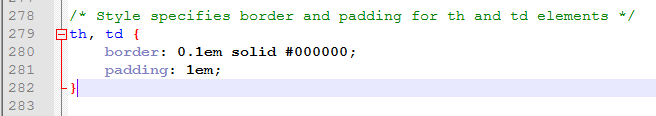 278 /* Style specifies border and padding for th and td elements */
279 th, td {
280 border: 0.1em solid #000000;
281 padding: 1em;
282 }
283